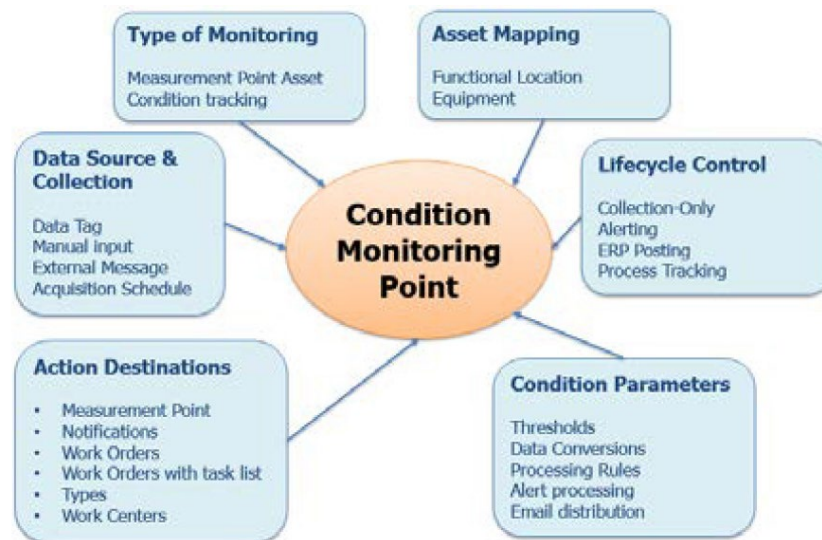 Type of Monitoring
Measurement Point Asset
Condition tracking
Asset Mapping
Functional Location
Equipment
Data Source &
Collection
Data Tag
Manual input
External Message
Acquisition Schedule
Condition
Monitoring
Point
Lifecycle Control
Collection-Only
Alerting
ERP Posting
Process Tracking
Action Destinations
• Measurement Point
• Notifications
• Work Orders
• Work Orders with task list
• Types
• Work Centers
Condition Parameters
Thresholds
Data Conversions
Processing Rules
Alert processing
Email distribution